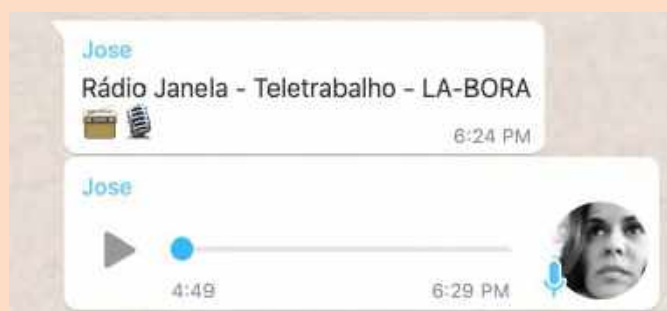 Jose
Rádio Janela - Teletrabalho - LA-BORA
📻🎙 6:24 PM
Jose
4:49 6:29 PM